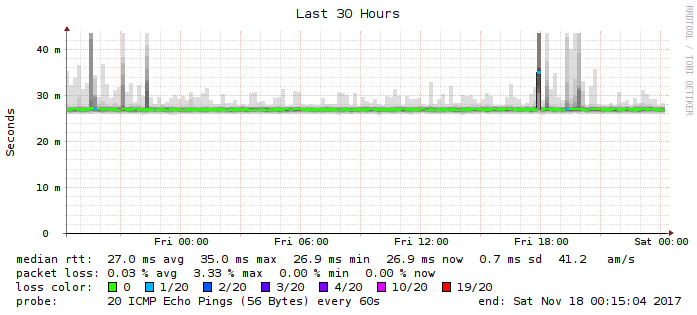 Last 30 Hours
RRDTOOL / TOBI OETIKER
Seconds
40 m
30 m
20 m
10 m
0
Fri 00:00 Fri 06:00 Fri 12:00 Fri 18:00 Sat 00:00
median rtt: 27.0 ms avg 35.0 ms max 26.9 ms min 26.9 ms now 0.7 ms sd 41.2 am/s
packet loss: 0.03 % avg 3.33 % max 0.00 % min 0.00 % now
loss color: 0 1/20 2/20 3/20 4/20 10/20 19/20
probe: 20 ICMP Echo Pings (56 Bytes) every 60s end: Sat Nov 18 00:15:04 2017